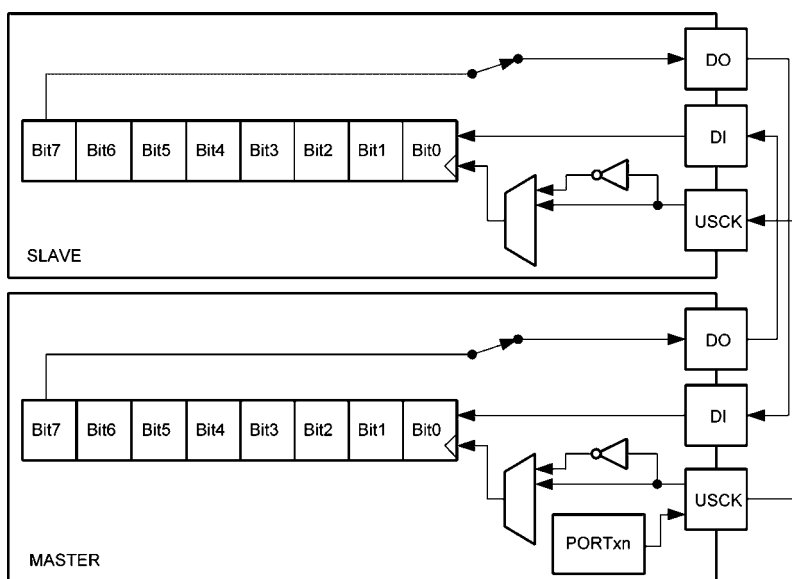 DO
Bit7 Bit6 Bit5 Bit4 Bit3 Bit2 Bit1 Bit0
DI
USCK
SLAVE
DO
Bit7 Bit6 Bit5 Bit4 Bit3 Bit2 Bit1 Bit0
DI
USCK
PORTxn
MASTER